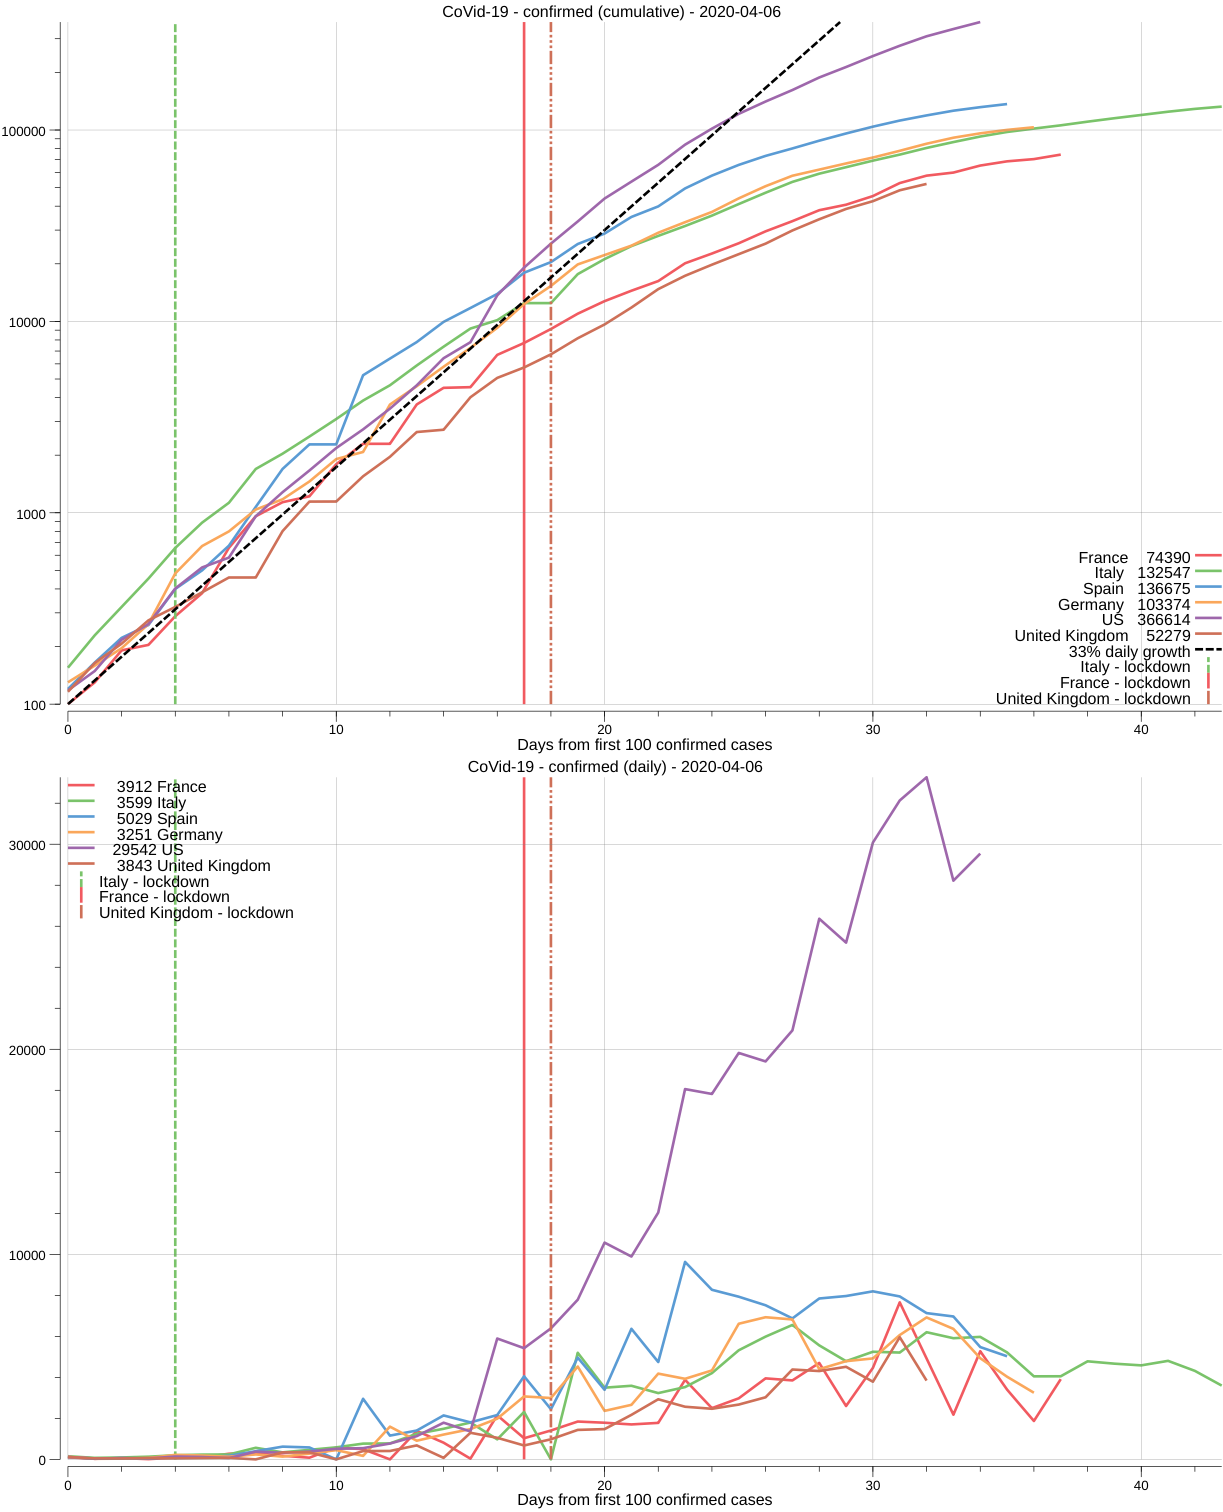 CoVid-19 - confirmed (cumulative) - 2020-04-06
100000
10000
1000
100
France 74390
Italy 132547
Spain 136675
Germany 103374
US 366614
United Kingdom 52279
33% daily growth
Italy - lockdown
France - lockdown
United Kingdom - lockdown
0 10 20 30 40
Days from first 100 confirmed cases
CoVid-19 - confirmed (daily) - 2020-04-06
3912 France
3599 Italy
5029 Spain
3251 Germany
29542 US
3843 United Kingdom
Italy - lockdown
France - lockdown
United Kingdom - lockdown
30000
20000
10000
0
0 10 20 30 40
Days from first 100 confirmed cases